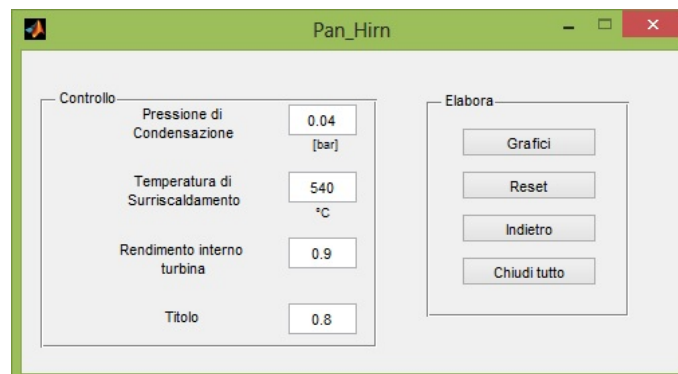 Pan_Hirn
Controllo
Pressione di
Condensazione
0.04
[bar]
Temperatura di
Surriscaldamento
540
°C
Rendimento interno
turbina
0.9
Titolo
0.8
Elabora
Grafici
Reset
Indietro
Chiudi tutto